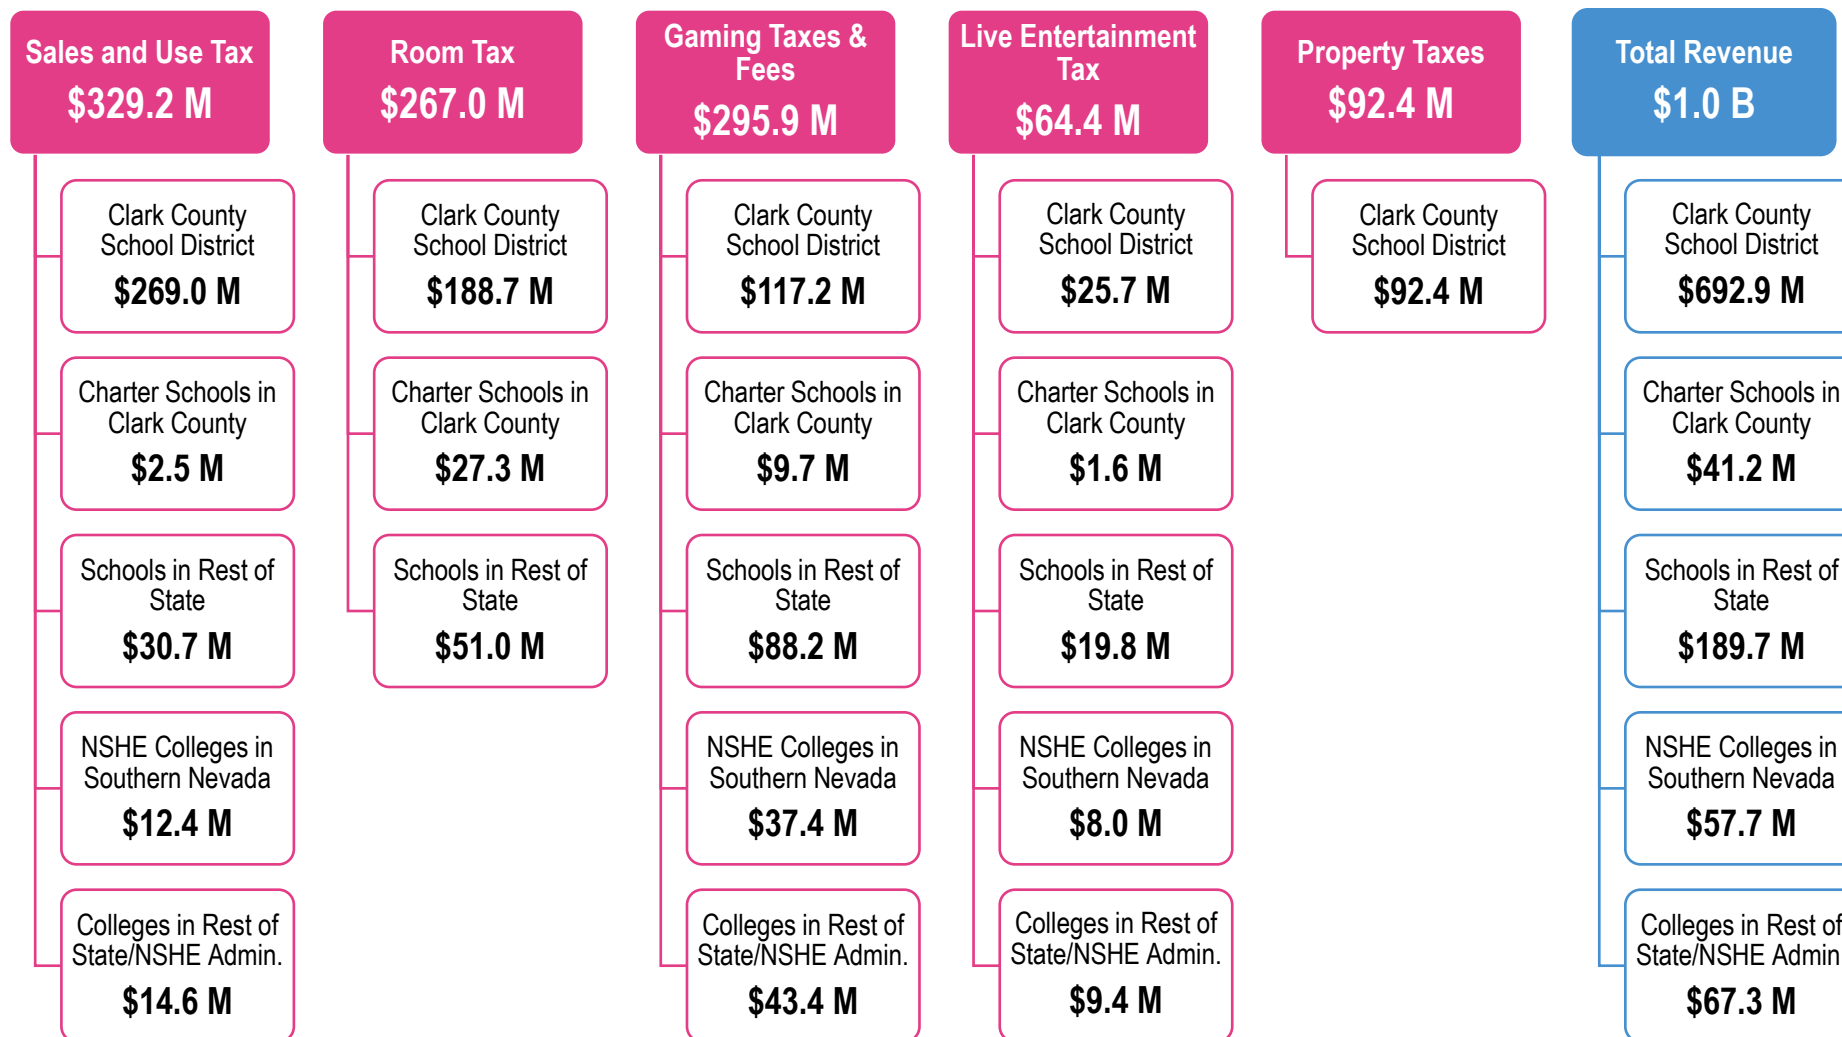 Sales and Use Tax
$329.2 M
Clark County
School District
$269.0 M
Charter Schools in
Clark County
$2.5 M
Schools in Rest of
State
$30.7 M
NSHE Colleges in
Southern Nevada
$12.4 M
Colleges in Rest of
State/NSHE Admin.
$14.6 M
Room Tax
$267.0 M
Clark County
School District
$188.7 M
Charter Schools in
Clark County
$27.3 M
Schools in Rest of
State
$51.0 M
Gaming Taxes &
Fees
$295.9 M
Clark County
School District
$117.2 M
Charter Schools in
Clark County
$9.7 M
Schools in Rest of
State
$88.2 M
NSHE Colleges in
Southern Nevada
$37.4 M
Colleges in Rest of
State/NSHE Admin.
$43.4 M
Live Entertainment
Tax
$64.4 M
Clark County
School District
$25.7 M
Charter Schools in
Clark County
$1.6 M
Schools in Rest of
State
$19.8 M
NSHE Colleges in
Southern Nevada
$8.0 M
Colleges in Rest of
State/NSHE Admin.
$9.4 M
Property Taxes
$92.4 M
Clark County
School District
$92.4 M
Total Revenue
$1.0 B
Clark County
School District
$692.9 M
Charter Schools in
Clark County
$41.2 M
Schools in Rest of
State
$189.7 M
NSHE Colleges in
Southern Nevada
$57.7 M
Colleges in Rest of
State/NSHE Admin
$67.3 M